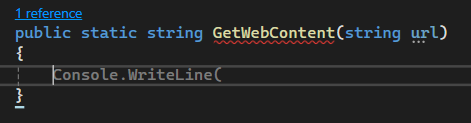 1 reference
public static string GetWebContent(string url)
{
Console.WriteLine(
}